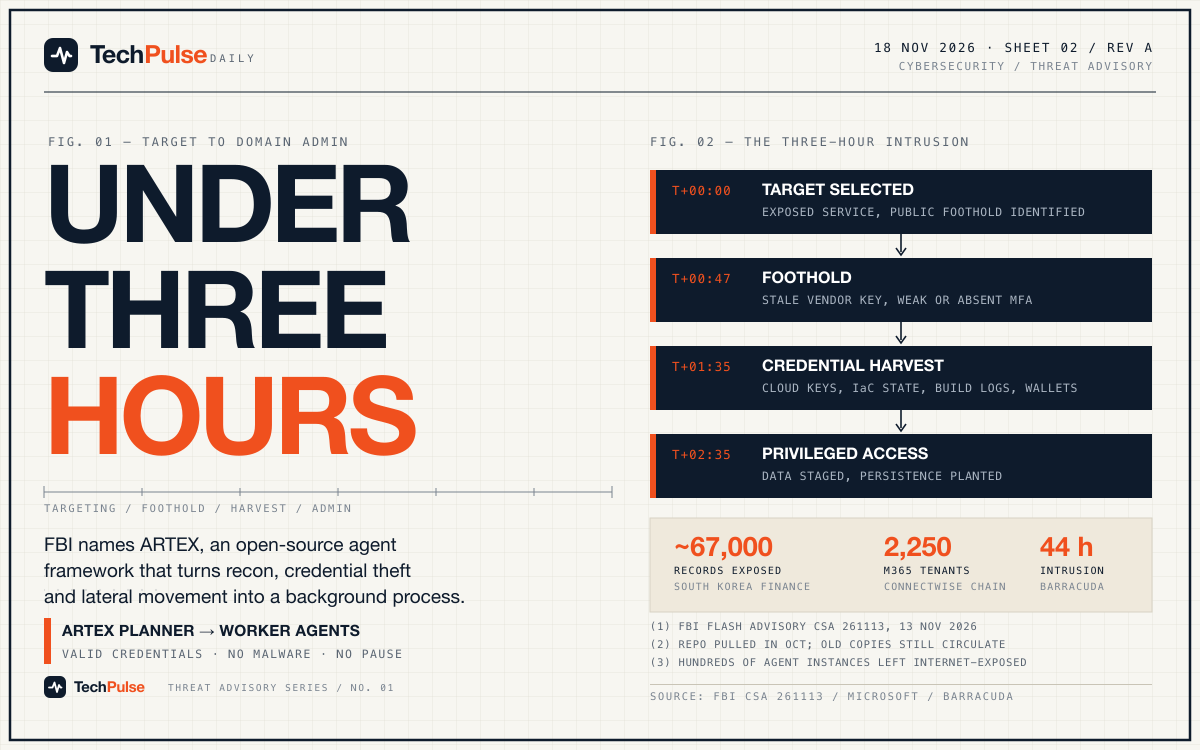 TechPulse DAILY
18 NOV 2026 · SHEET 02 / REV A
CYBERSECURITY / THREAT ADVISORY
FIG. 01 — TARGET TO DOMAIN ADMIN
UNDER
THREE
HOURS
TARGETING / FOOTHOLD / HARVEST / ADMIN
FBI names ARTEX, an open-source agent
framework that turns recon, credential theft
and lateral movement into a background process.
ARTEX PLANNER → WORKER AGENTS
VALID CREDENTIALS · NO MALWARE · NO PAUSE
TechPulse THREAT ADVISORY SERIES / NO. 01
FIG. 02 — THE THREE-HOUR INTRUSION
T+00:00 TARGET SELECTED
EXPOSED SERVICE, PUBLIC FOOTHOLD IDENTIFIED
T+00:47 FOOTHOLD
STALE VENDOR KEY, WEAK OR ABSENT MFA
T+01:35 CREDENTIAL HARVEST
CLOUD KEYS, IaC STATE, BUILD LOGS, WALLETS
T+02:35 PRIVILEGED ACCESS
DATA STAGED, PERSISTENCE PLANTED
~67,000 2,250 44 h
RECORDS EXPOSED M365 TENANTS INTRUSION
SOUTH KOREA FINANCE CONNECTWISE CHAIN BARRACUDA
(1) FBI FLASH ADVISORY CSA 261113, 13 NOV 2026
(2) REPO PULLED IN OCT; OLD COPIES STILL CIRCULATE
(3) HUNDREDS OF AGENT INSTANCES LEFT INTERNET-EXPOSED
SOURCE: FBI CSA 261113 / MICROSOFT / BARRACUDA